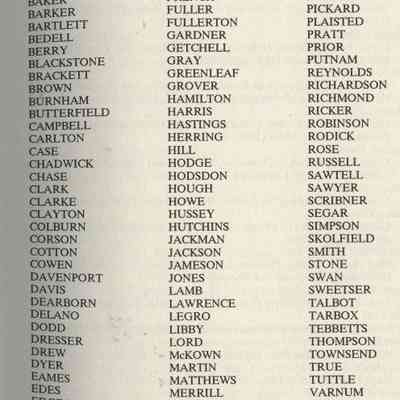 BAKER
BARKER
BARTLETT
BEDELL
BERRY
BLACKSTONE
BRACKETT
BROWN
BURNHAM
BUTTERFIELD
CAMPBELL
CARLTON
CASE
CHADWICK
CHASE
CLARK
CLARKE
CLAYTON
COLBURN
CORSON
COTTON
COWEN
DAVENPORT
DAVIS
DEARBORN
DELANO
DODD
DRESSER
DREW
DYER
EAMES
EDES
FULLER
FULLERTON
GARDNER
GETCHELL
GRAY
GREENLEAF
GROVER
HAMILTON
HARRIS
HASTINGS
HERRING
HILL
HODGE
HODSDON
HOUGH
HOWE
HUSSEY
HUTCHINS
JACKMAN
JACKSON
JAMESON
JONES
LAMB
LAWRENCE
LEGRO
LIBBY
LORD
McKOWN
MARTIN
MATTHEWS
MERRILL
PICKARD
PLAISTED
PRATT
PRIOR
PUTNAM
REYNOLDS
RICHARDSON
RICHMOND
RICKER
ROBINSON
RODICK
ROSE
RUSSELL
SAWTELL
SAWYER
SCRIBNER
SEGAR
SIMPSON
SKOLFIELD
SMITH
STONE
SWAN
SWEETSER
TALBOT
TARBOX
TEBBETTS
THOMPSON
TOWNSEND
TRUE
TUTTLE
VARNUM